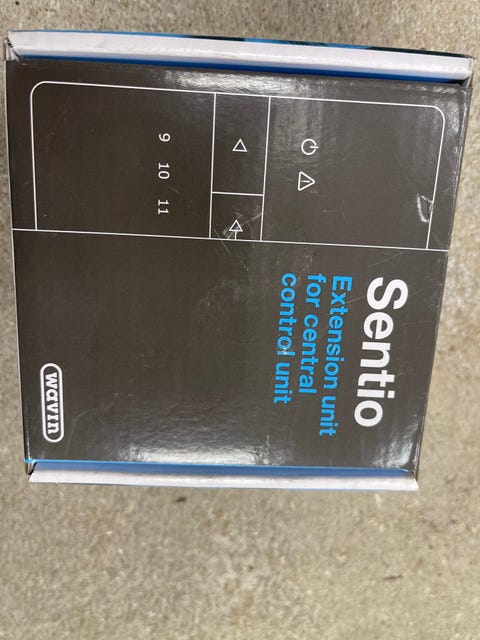 Sentio
Extension unit
for central
control unit
9 10 11
wavin